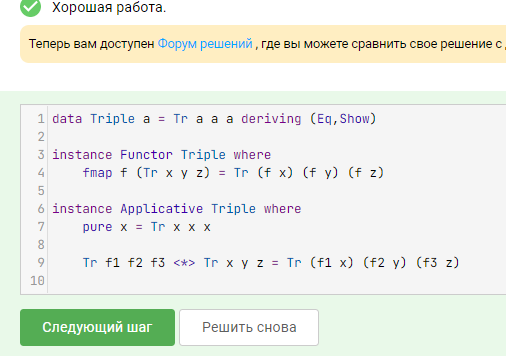 Хорошая работа.
Теперь вам доступен Форум решений , где вы можете сравнить свое решение с
1 data Triple a = Tr a a a deriving (Eq,Show)
2
3 instance Functor Triple where
4     fmap f (Tr x y z) = Tr (f x) (f y) (f z)
5
6 instance Applicative Triple where
7     pure x = Tr x x x
8
9     Tr f1 f2 f3 <*> Tr x y z = Tr (f1 x) (f2 y) (f3 z)
10
Следующий шаг
Решить снова